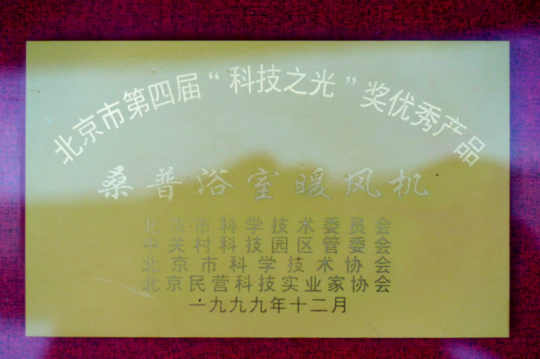 北京市第四届“科技之光”奖优秀产品
桑普浴室暖风机
北京市科学技术委员会
中关村科技园区管委会
北京市科学技术协会
北京民营科技实业家协会
一九九九年十二月